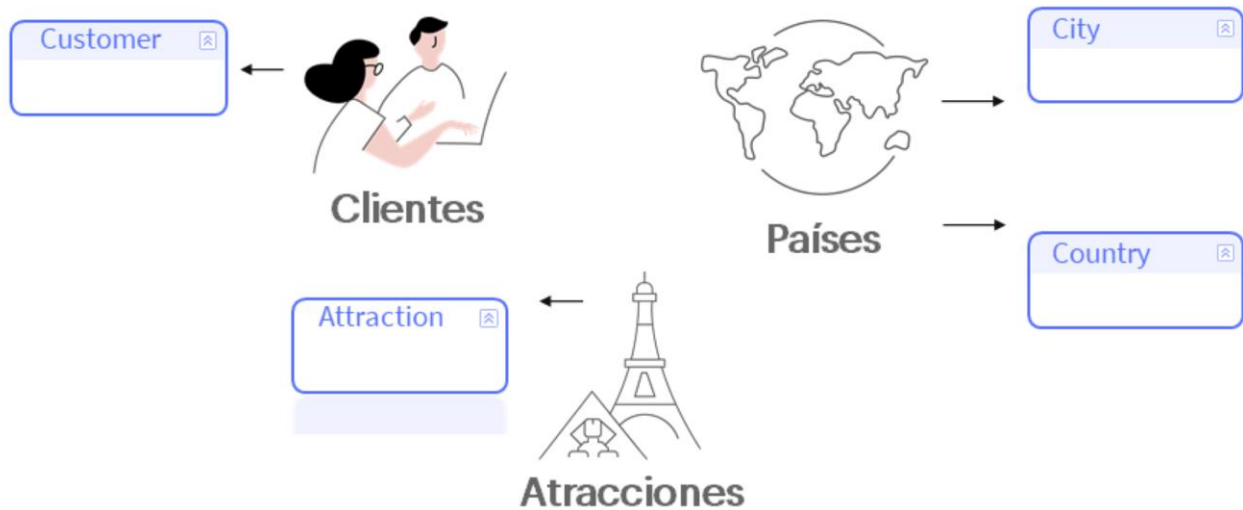 Customer
City
Clientes
Países
Country
Attraction
Atracciones